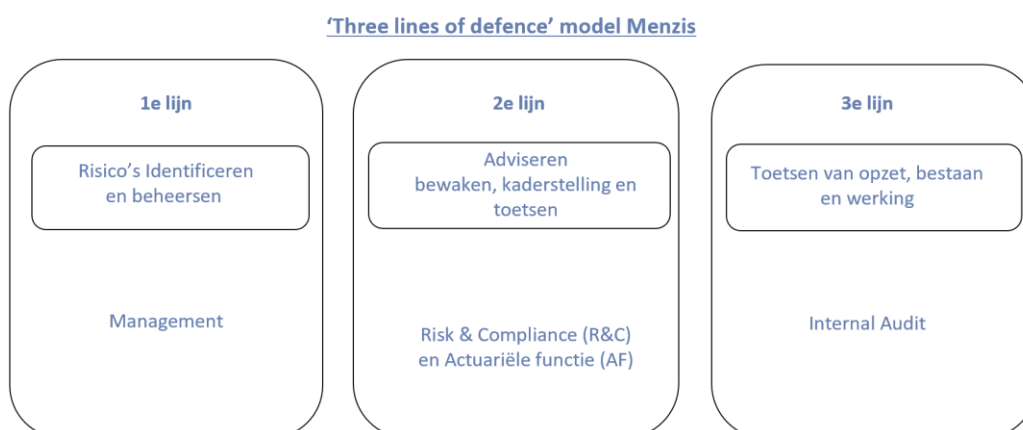 ‘Three lines of defence’ model Menzis
1e lijn
Risico’s Identificeren
en beheersen
Management
2e lijn
Adviseren
bewaken, kaderstelling en
toetsen
Risk & Compliance (R&C)
en Actuariële functie (AF)
3e lijn
Toetsen van opzet, bestaan
en werking
Internal Audit